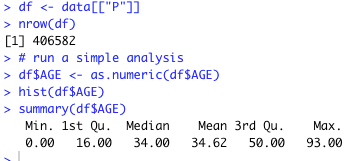 > df <- data[["P"]]
> nrow(df)
[1] 406582
> # run a simple analysis
> df$AGE <- as.numeric(df$AGE)
> hist(df$AGE)
> summary(df$AGE)
   Min. 1st Qu.  Median    Mean 3rd Qu.    Max.
   0.00   16.00   34.00   34.62   50.00   93.00
>